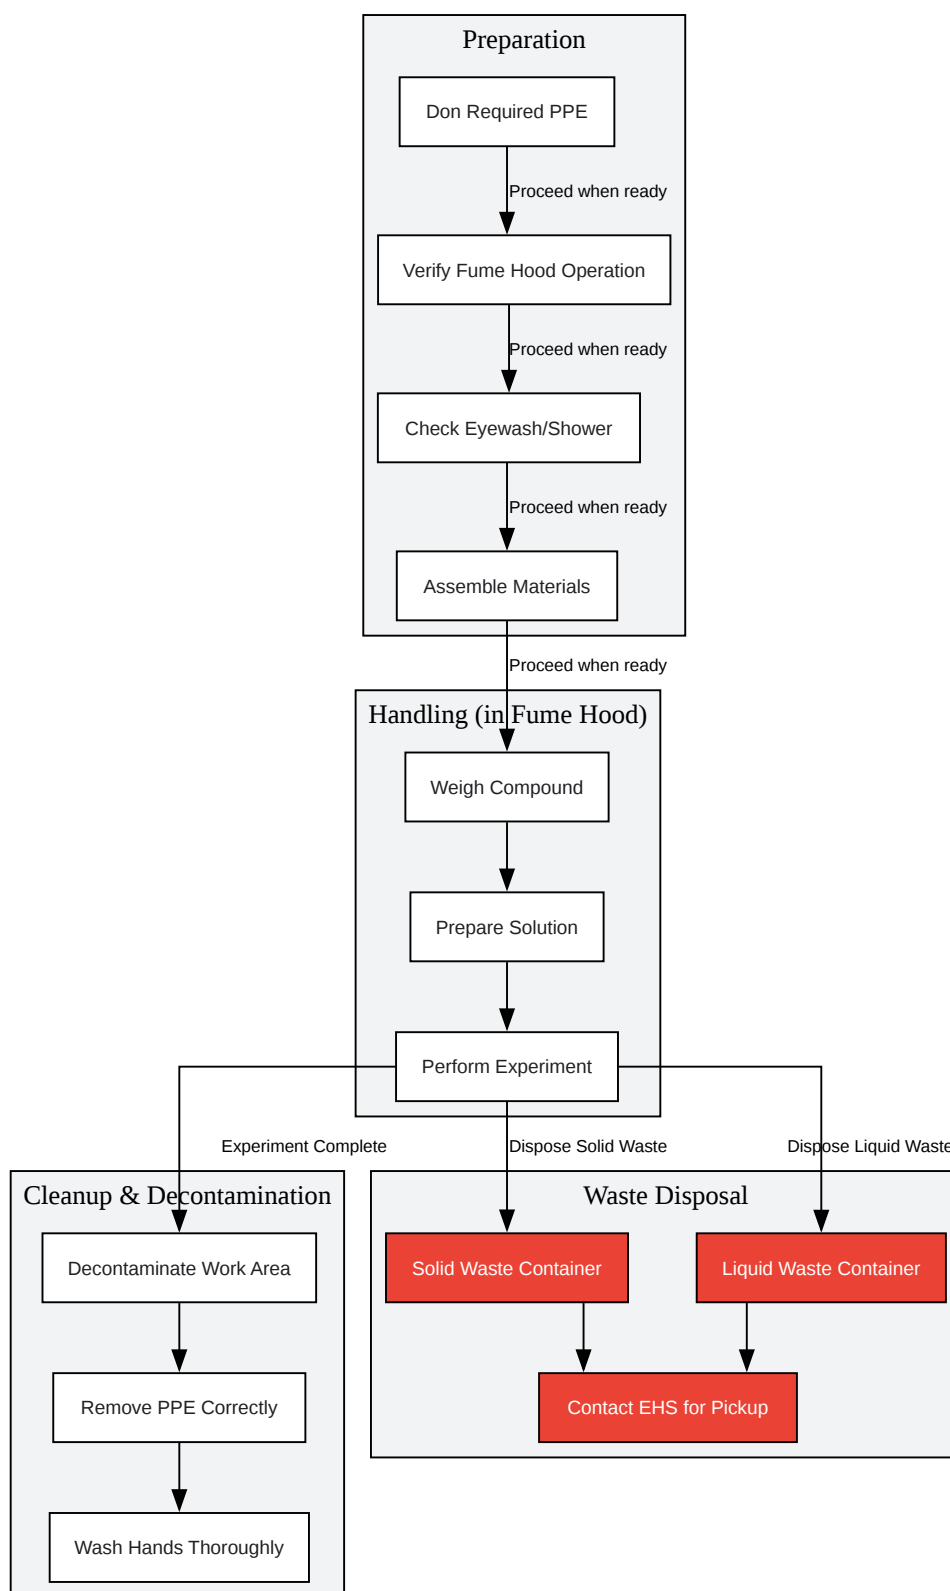 Preparation
Don Required PPE
Proceed when ready
Verify Fume Hood Operation
Proceed when ready
Check Eyewash/Shower
Proceed when ready
Assemble Materials
Proceed when ready
Handling (in Fume Hood)
Weigh Compound
Prepare Solution
Perform Experiment
Experiment Complete
Dispose Solid Waste
Dispose Liquid Waste
Cleanup & Decontamination
Waste Disposal
Decontaminate Work Area
Solid Waste Container
Liquid Waste Container
Remove PPE Correctly
Contact EHS for Pickup
Wash Hands Thoroughly